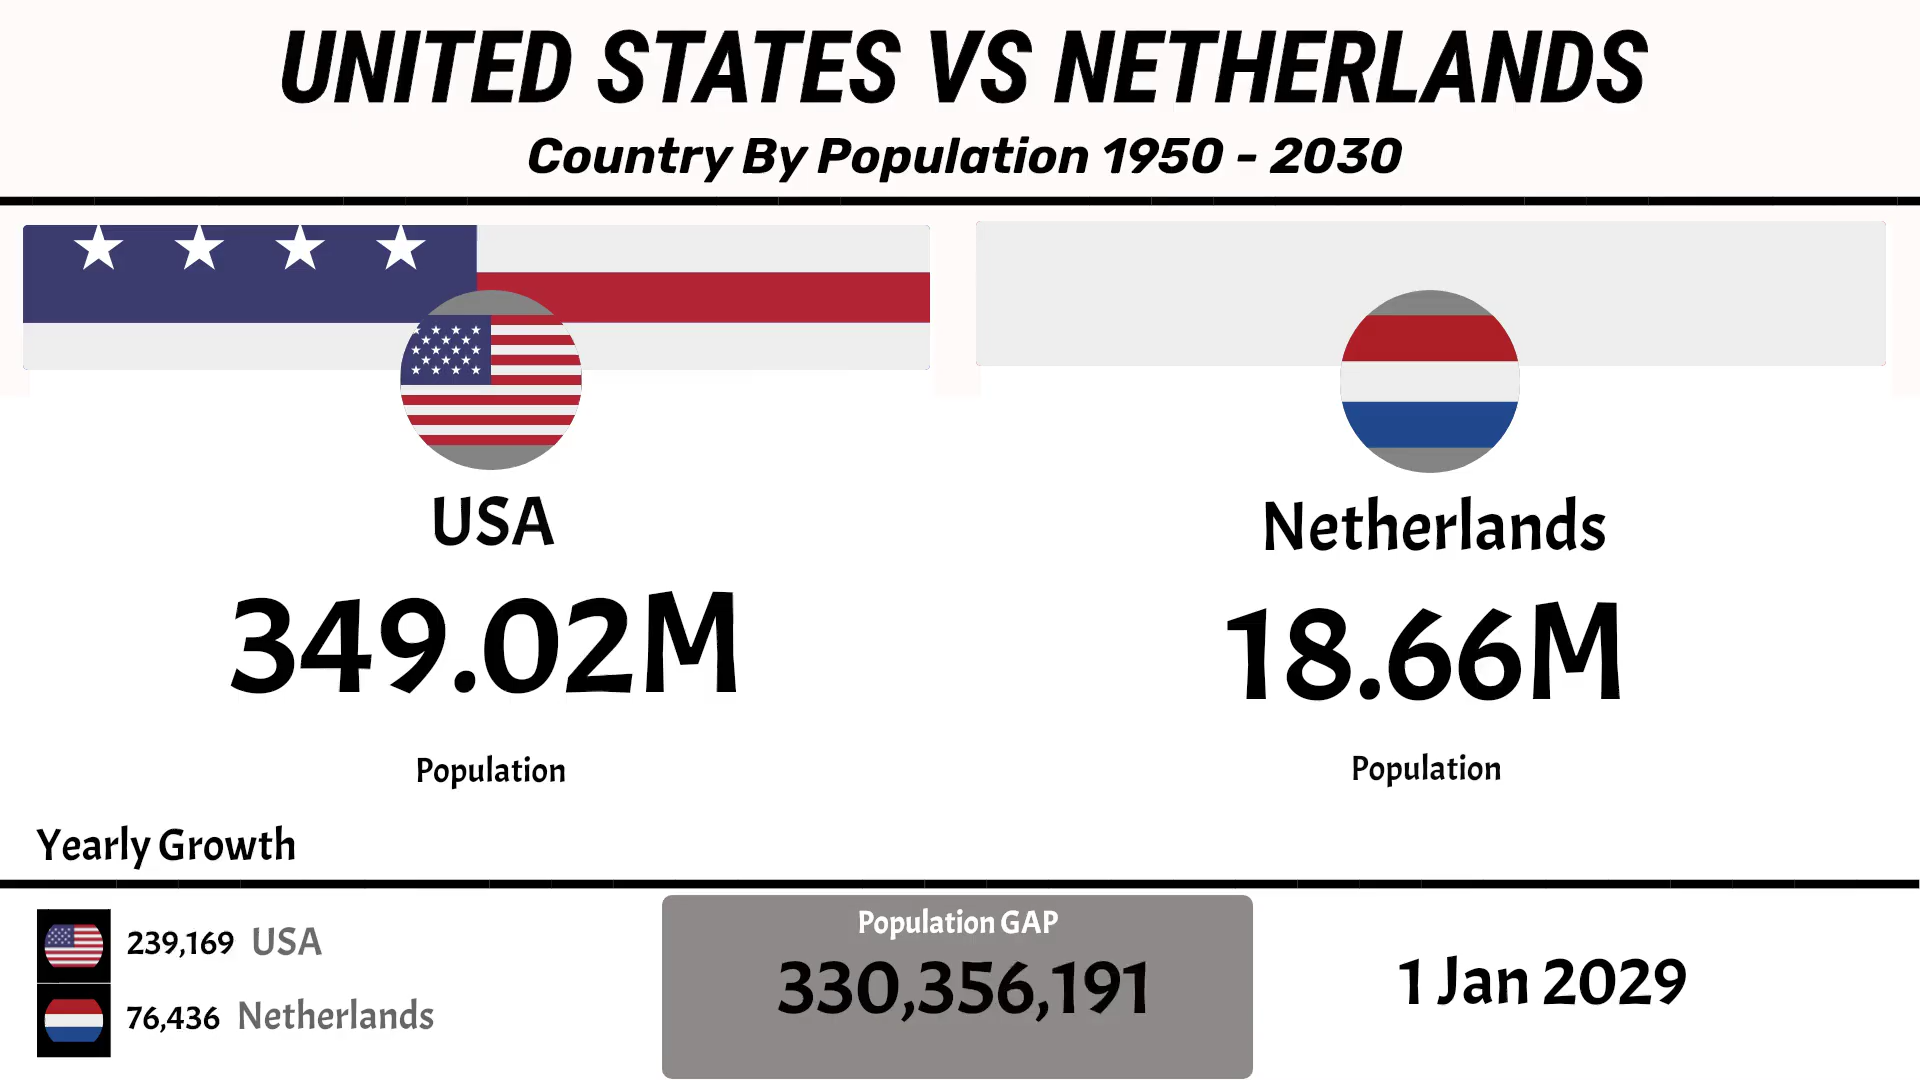 UNITED STATES VS NETHERLANDS
Country By Population 1950 - 2030
USA
349.02M
Population
Netherlands
18.66M
Population
Yearly Growth
239,169 USA
76,436 Netherlands
Population GAP
330,356,191
1 Jan 2029